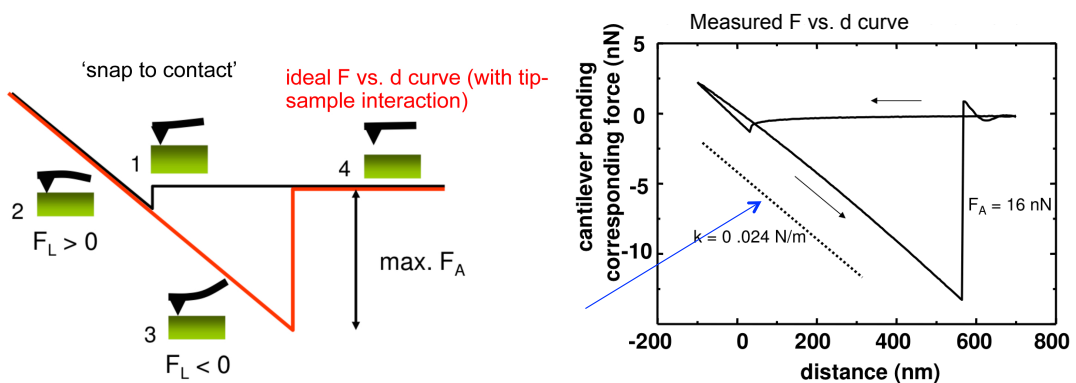 ‘snap to contact’
ideal F vs. d curve (with tip-
sample interaction)
1
4
2
F_L > 0
max. F_A
3
F_L < 0
Measured F vs. d curve
cantilever bending
corresponding force (nN)
5
0
-5
-10
F_A = 16 nN
k = 0 .024 N/m
-200
0
200
400
600
800
distance (nm)